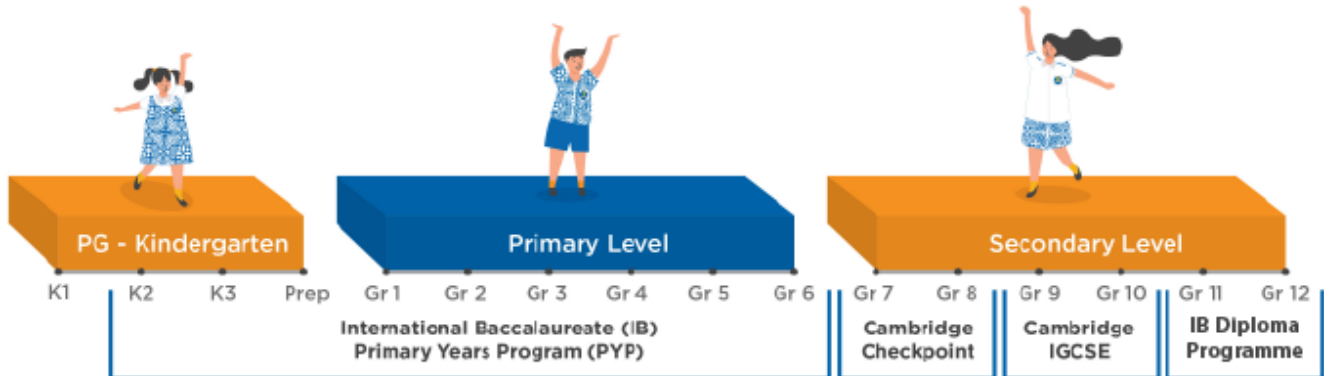 PG - Kindergarten
Primary Level
Secondary Level
K1 K2 K3 Prep Gr 1 Gr 2 Gr 3 Gr 4 Gr 5 Gr 6 Gr 7 Gr 8 Gr 9 Gr 10 Gr 11 Gr 12
International Baccalaureate (IB)
Primary Years Program (PYP)
Cambridge
Checkpoint
Cambridge
IGCSE
IB Diploma
Programme